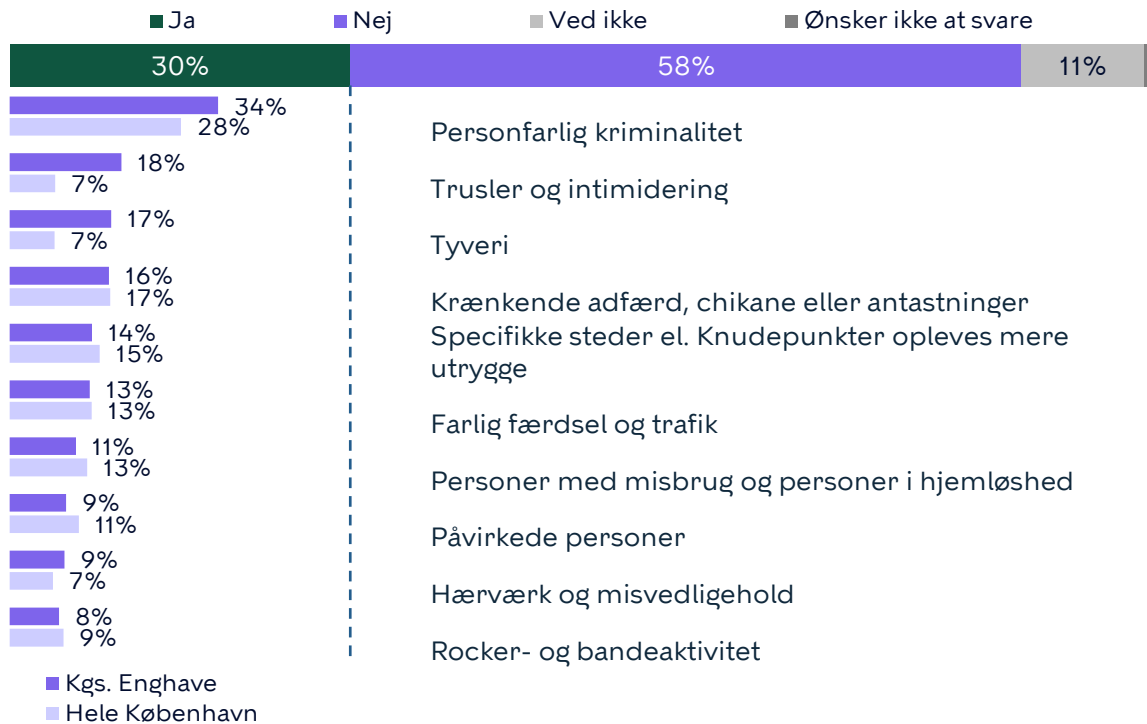 Ja Nej Ved ikke Ønsker ikke at svare
30% 58% 11%
34%
28%
Personfarlig kriminalitet
18%
7%
Trusler og intimidering
17%
7%
Tyveri
16%
17%
Krænkende adfærd, chikane eller antastninger
14%
15%
Specifikke steder el. Knudepunkter opleves mere
utrygge
13%
13%
Farlig færdsel og trafik
11%
13%
Personer med misbrug og personer i hjemløshed
9%
11%
Påvirkede personer
9%
7%
Hærværk og misvedligehold
8%
9%
Rocker- og bandeaktivitet
Kgs. Enghave
Hele København